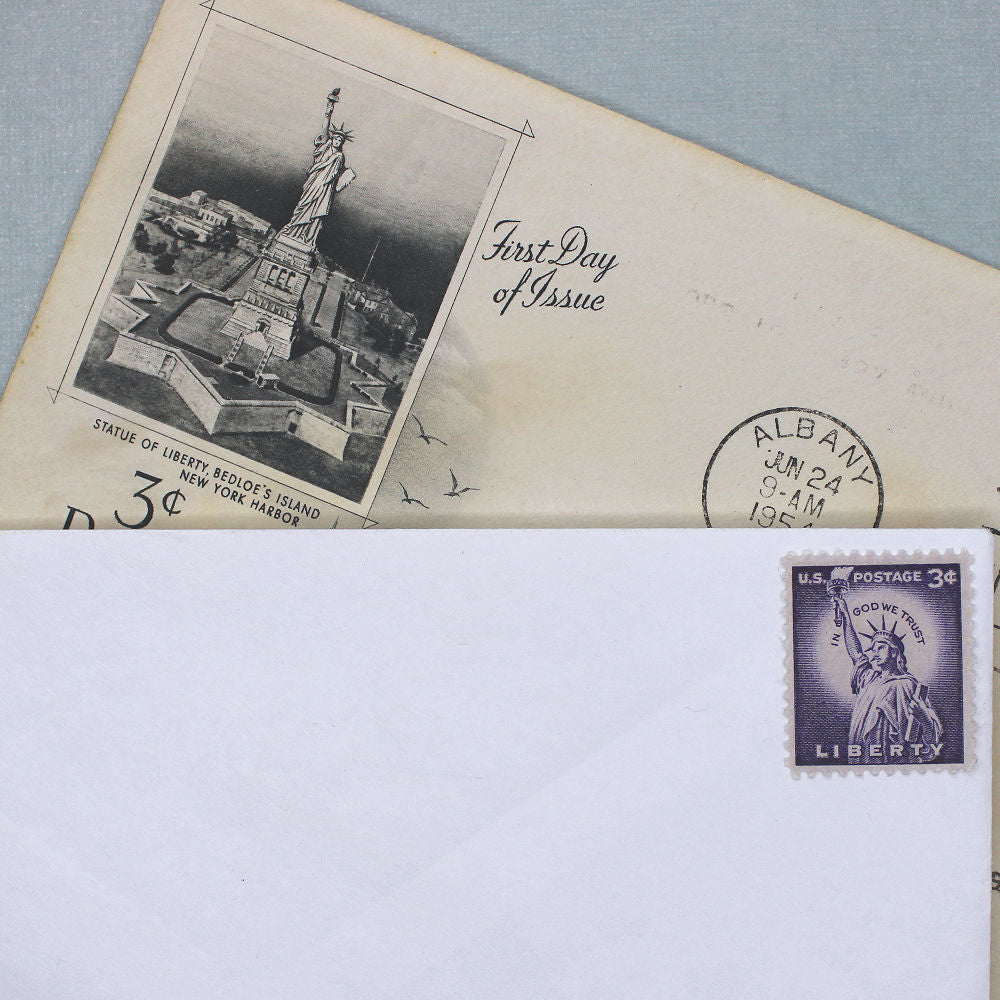 First Day
of Issue
STATUE OF LIBERTY, BEDLOE'S ISLAND
NEW YORK HARBOR
3¢
ALBANY
JUN 24
9-AM
U.S. POSTAGE 3¢
IN GOD WE TRUST
LIBERTY